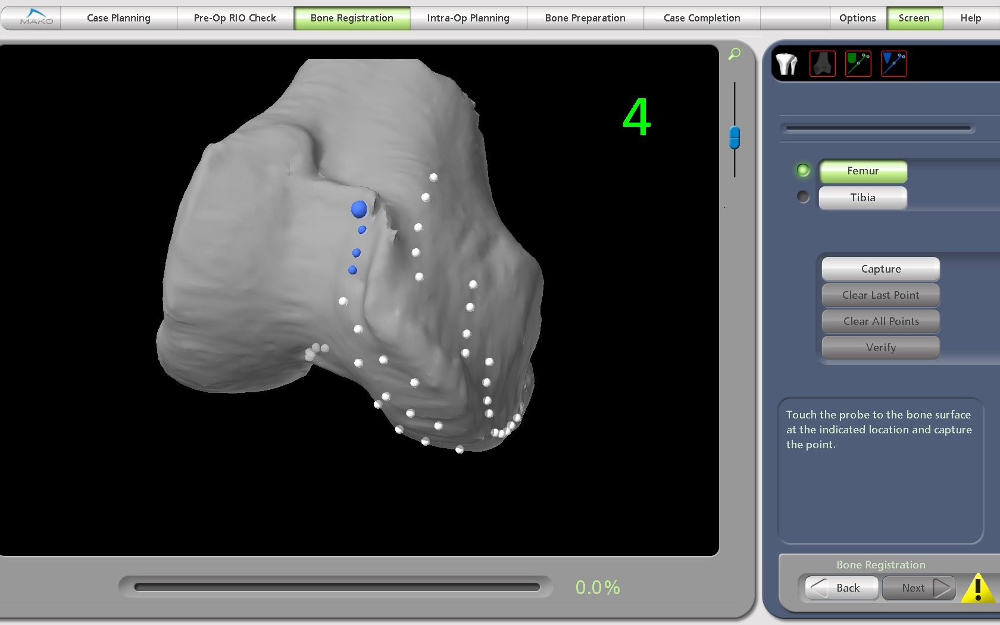 MAKO
Case Planning
Pre-Op RIO Check
Bone Registration
Intra-Op Planning
Bone Preparation
Case Completion
Options
Screen
Help
4
Femur
Tibia
Capture
Clear Last Point
Clear All Points
Verify
Touch the probe to the bone surface
at the indicated location and capture
the point.
Bone Registration
Back
Next
0.0%